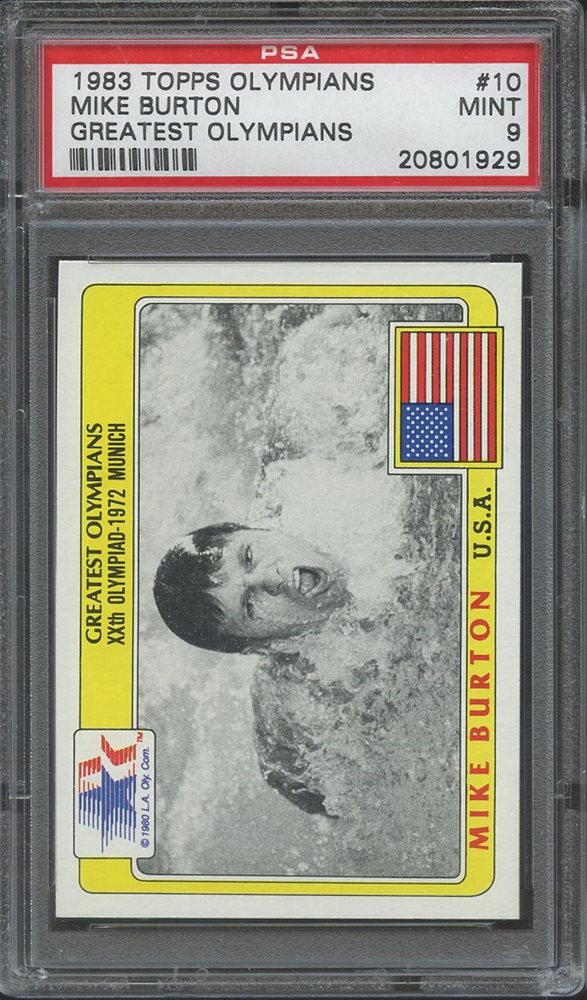 PSA
1983 TOPPS OLYMPIANS #10
MIKE BURTON MINT
GREATEST OLYMPIANS 9
20801929
GREATEST OLYMPIANS
XXth OLYMPIAD-1972 MUNICH
TM
© 1980 L.A. Oly. Com.
MIKE BURTON U.S.A.